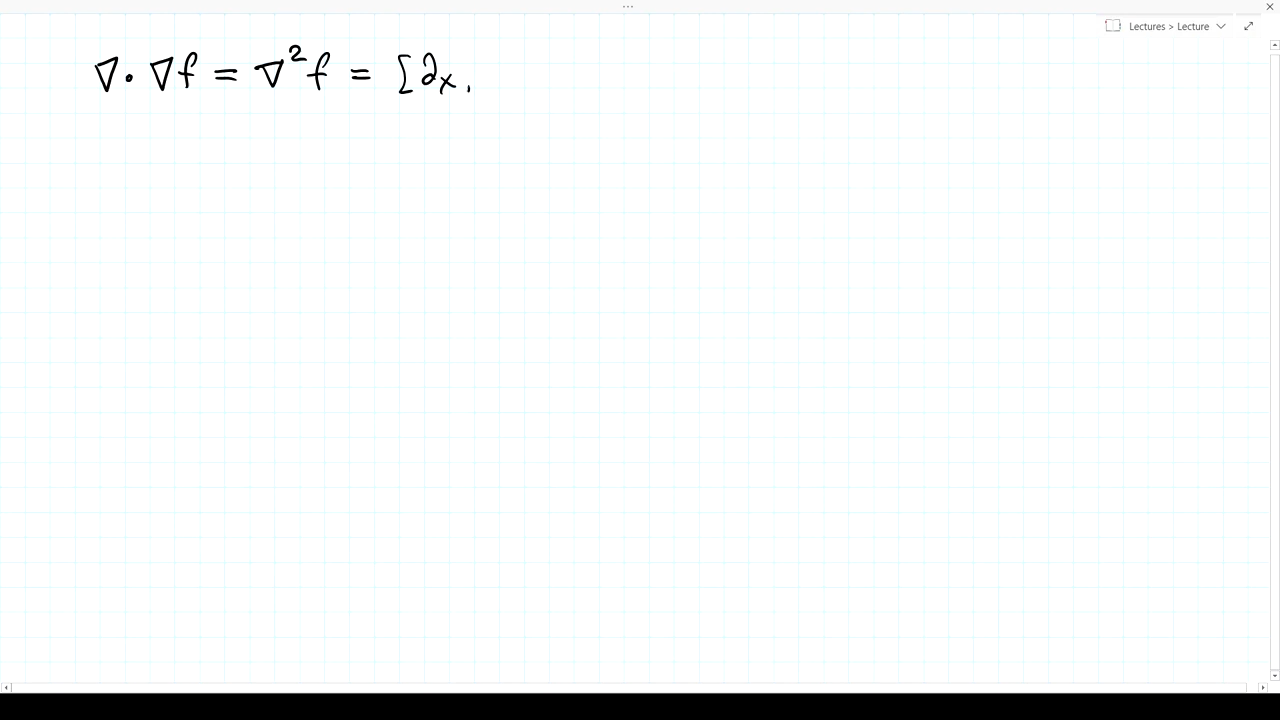 Lectures > Lecture
∇·∇f = ∇²f = [∂x,